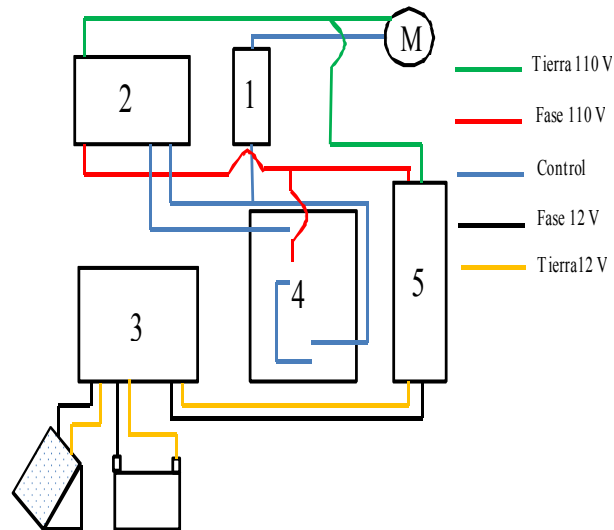 M
2
1
Tierra 110 V
Fase 110 V
Control
Fase 12 V
Tierra12 V
4
5
3